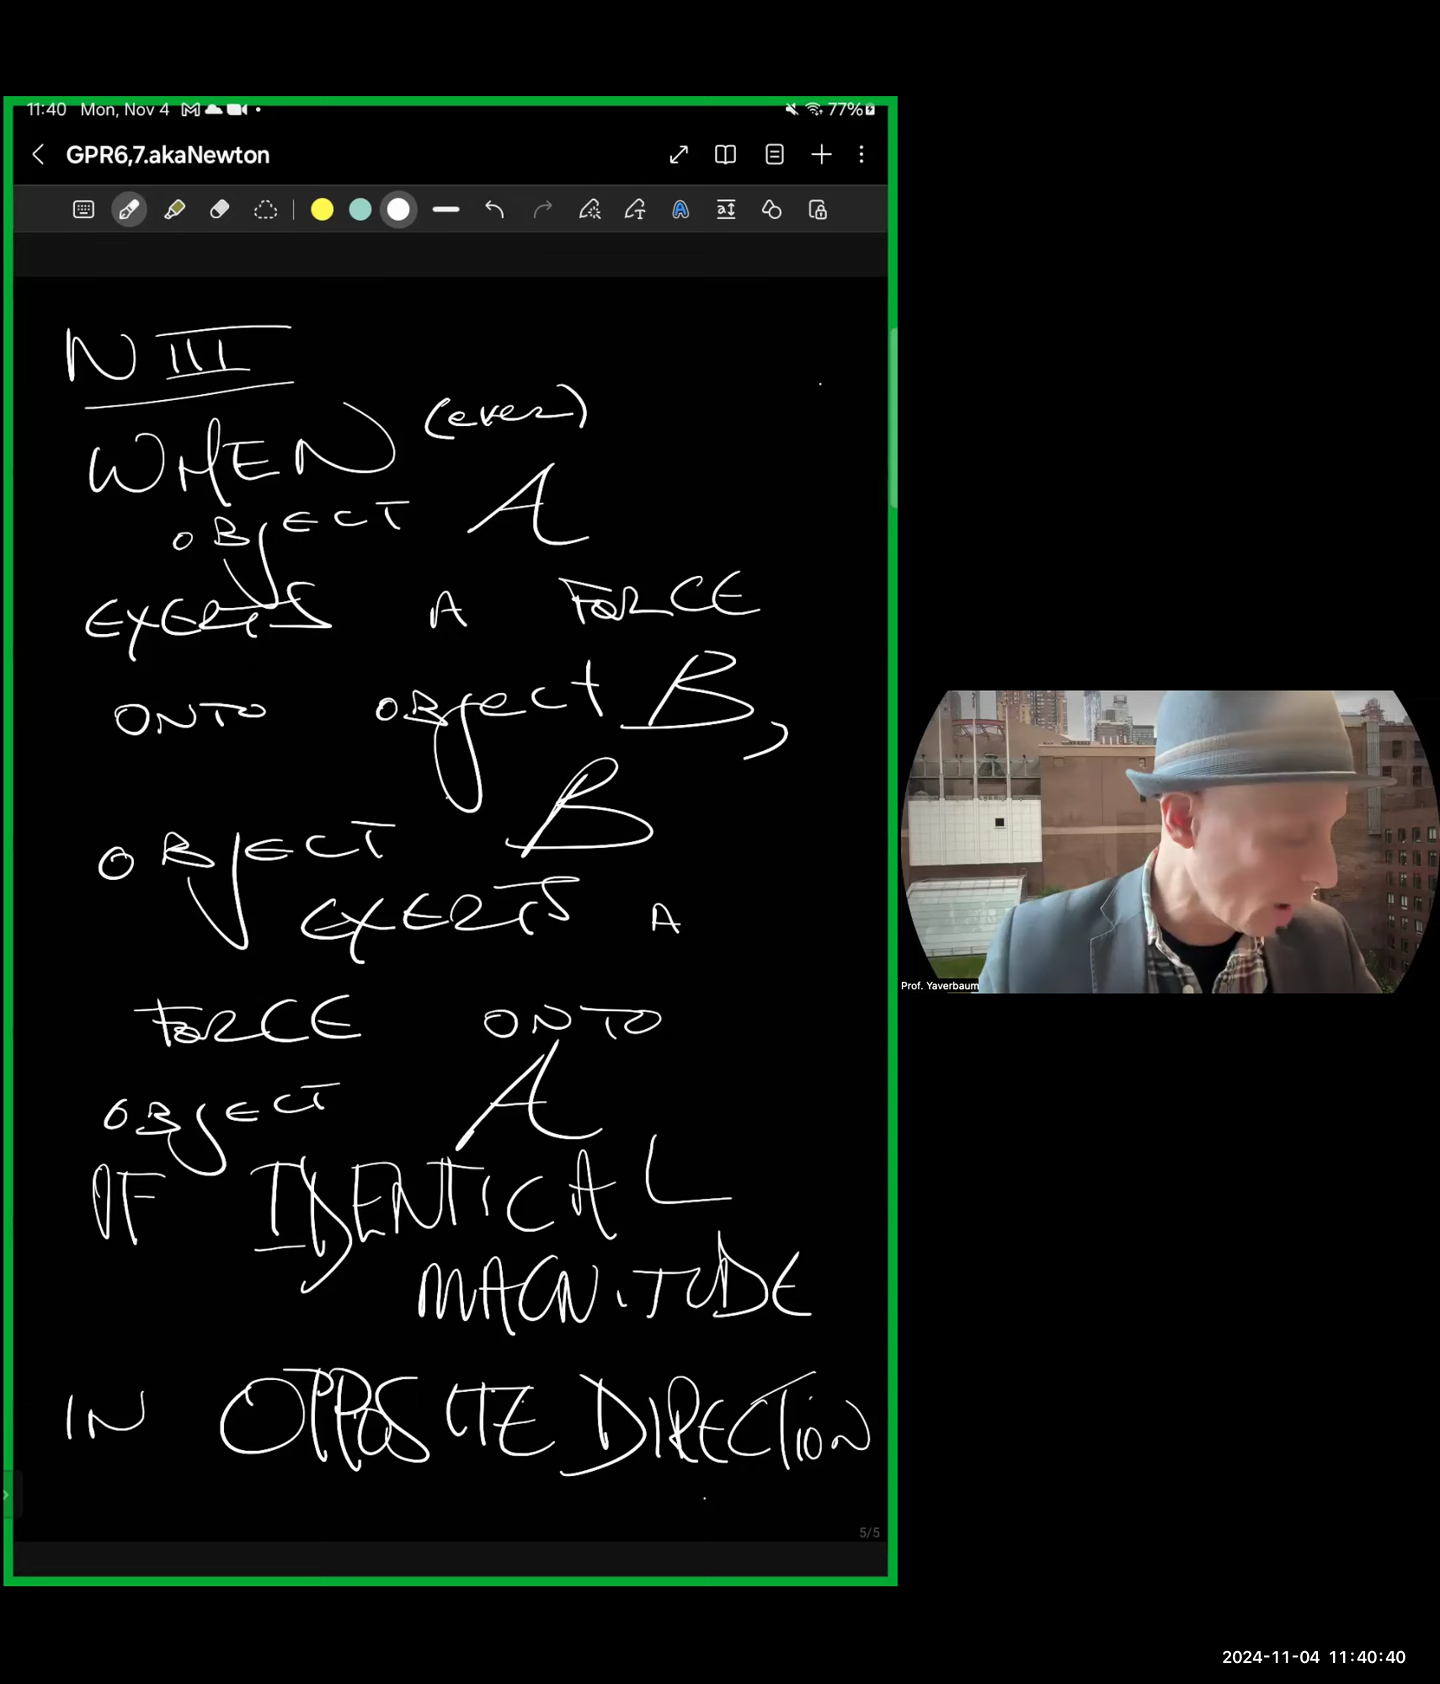 11:40 Mon, Nov 4 77%
GPR6,7.akaNewton
N III
WHEN (ever)
OBJECT A
EXERTS A FORCE
ONTO OBJECT B,
OBJECT B
EXERTS A
FORCE ONTO
OBJECT A
OF IDENTICAL
MAGNITUDE
IN OPPOSITE DIRECTION
5/5
Prof. Yaverbaum
2024-11-04 11:40:40